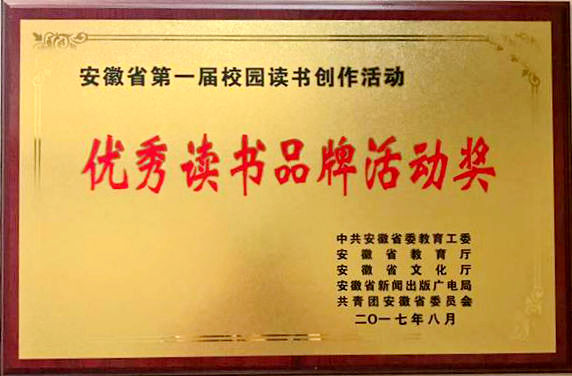 安徽省第一届校园读书创作活动
优秀读书品牌活动奖
中共安徽省委教育工委
安徽省教育厅
安徽省文化厅
安徽省新闻出版广电局
共青团安徽省委员会
二〇一七年八月